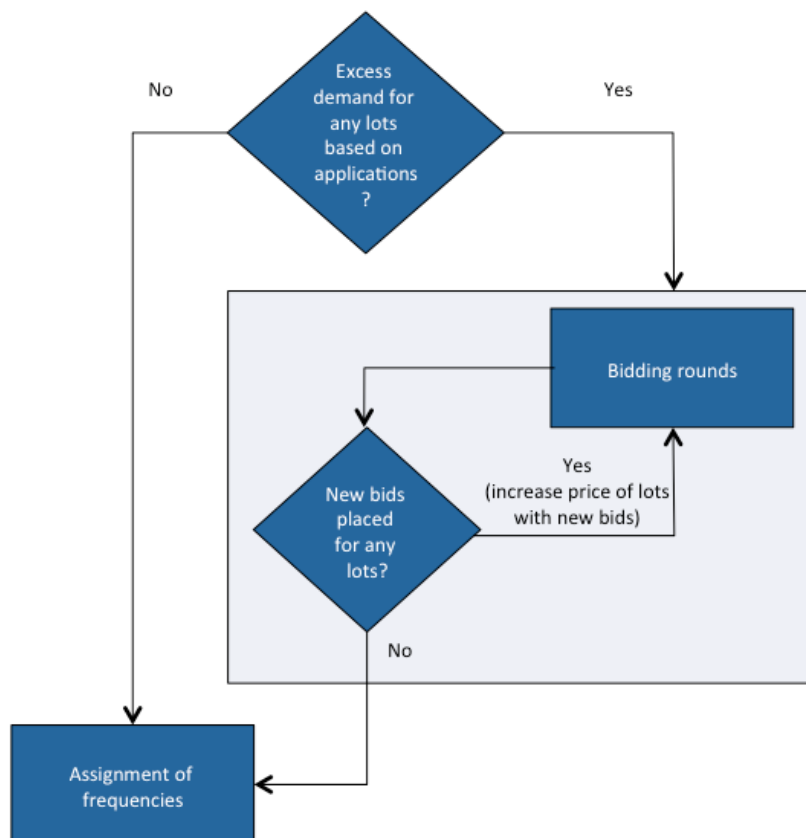 Excess
demand for
any lots
based on
applications
?
No
Yes
Bidding rounds
New bids
placed
for any
lots?
Yes
(increase price of lots
with new bids)
No
Assignment of
frequencies